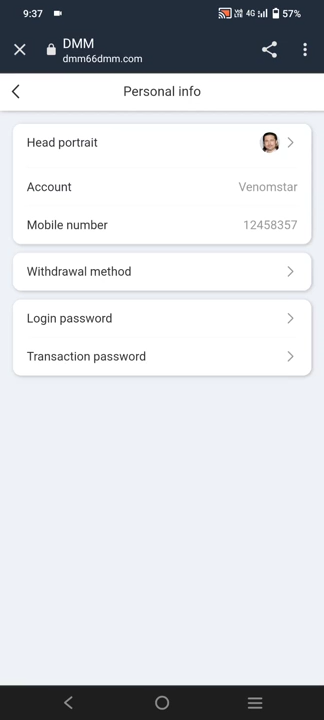 9:37
4G
57%
DMM
dmm66dmm.com
Personal info
Head portrait
Account
Venomstar
Mobile number
12458357
Withdrawal method
Login password
Transaction password